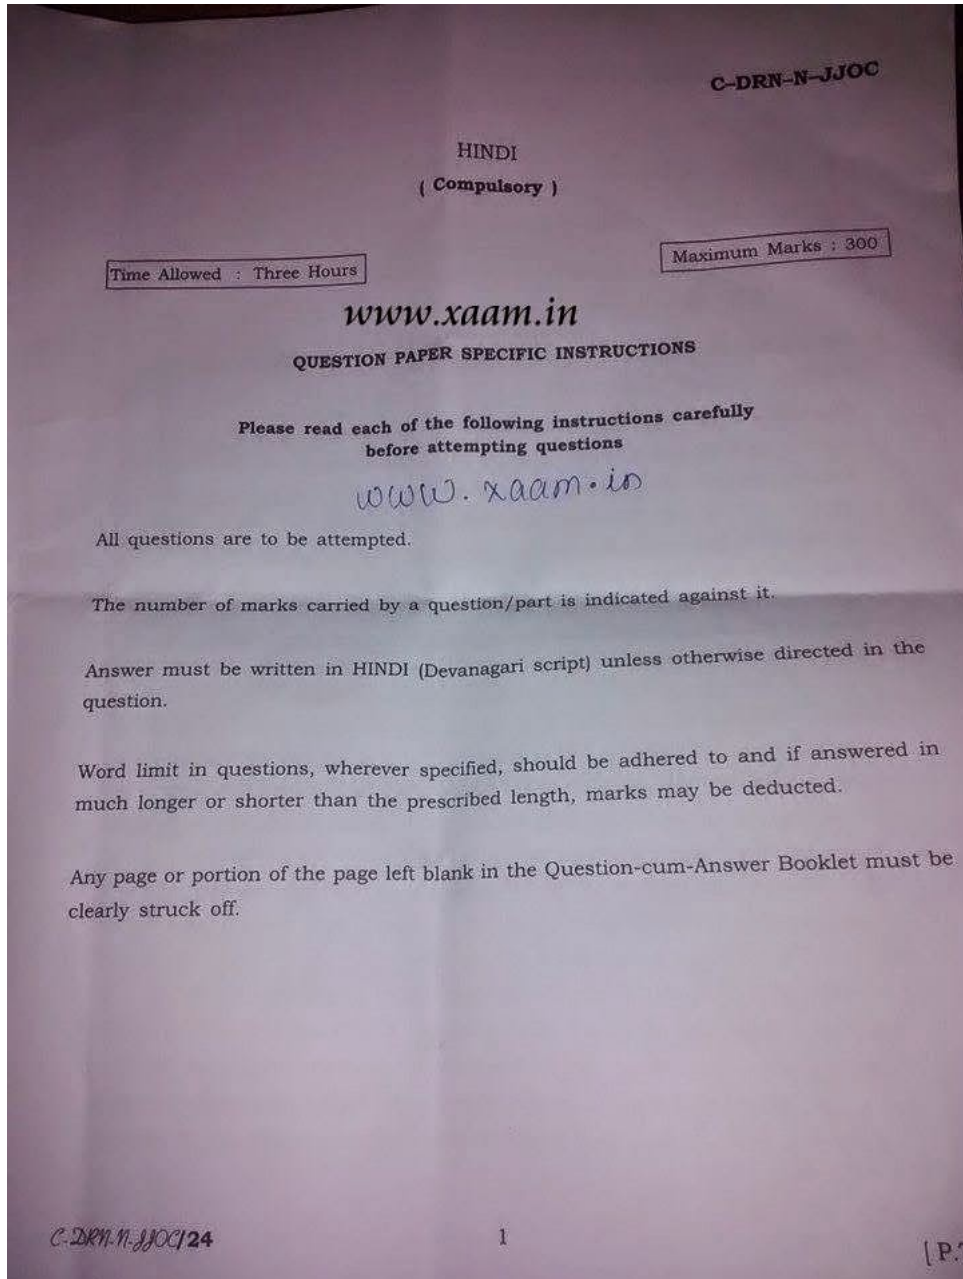 C-DRN-N-JJOC
HINDI
( Compulsory )
Maximum Marks : 300
Time Allowed : Three Hours
www.xaam.in
QUESTION PAPER SPECIFIC INSTRUCTIONS
Please read each of the following instructions carefully
before attempting questions
www.xaam.in
All questions are to be attempted.
The number of marks carried by a question/part is indicated against it.
Answer must be written in HINDI (Devanagari script) unless otherwise directed in the
question.
Word limit in questions, wherever specified, should be adhered to and if answered in
much longer or shorter than the prescribed length, marks may be deducted.
Any page or portion of the page left blank in the Question-cum-Answer Booklet must be
clearly struck off.
C-DRN-N-JJOC/24
1
[ P.